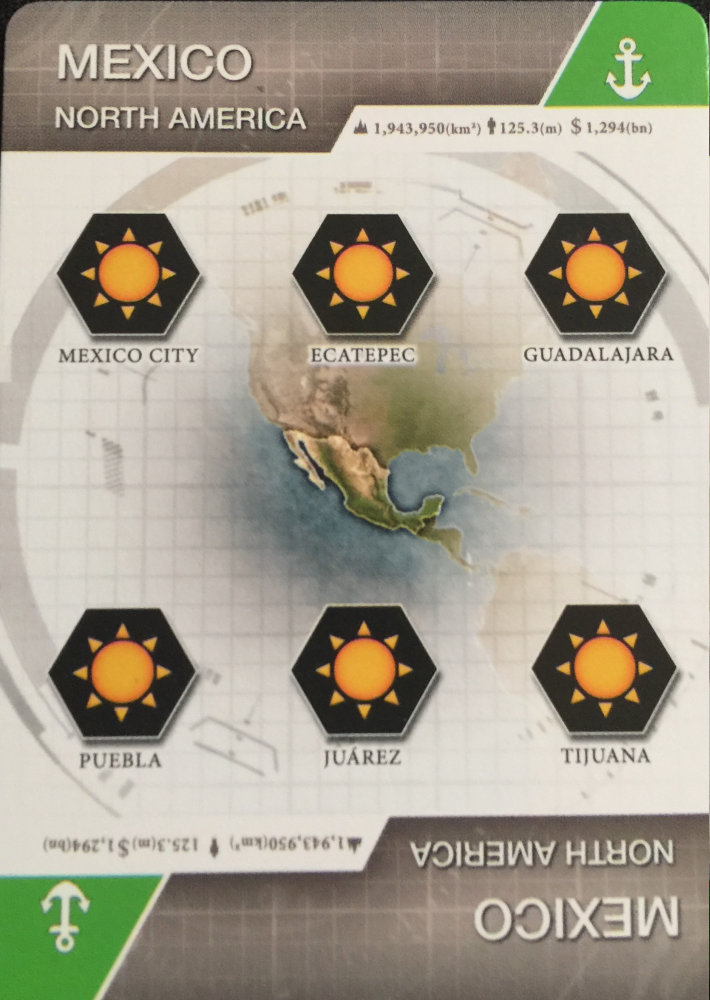 MEXICO
NORTH AMERICA
1,943,950(km²) 125.3(m) $ 1,294(bn)
MEXICO CITY ECATEPEC GUADALAJARA
PUEBLA JUÁREZ TIJUANA
1,943,950(km²) 125.3(m) $ 1,294(bn)
NORTH AMERICA
MEXICO